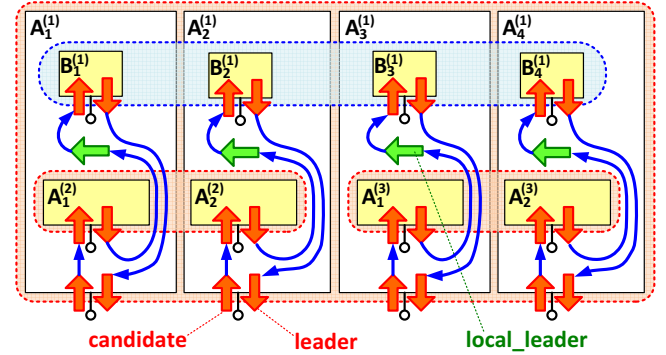 A₁⁽¹⁾ A₂⁽¹⁾ A₃⁽¹⁾ A₄⁽¹⁾
B₁⁽¹⁾ B₂⁽¹⁾ B₃⁽¹⁾ B₄⁽¹⁾
A₁⁽²⁾ A₂⁽²⁾ A₁⁽³⁾ A₂⁽³⁾
candidate leader local_leader